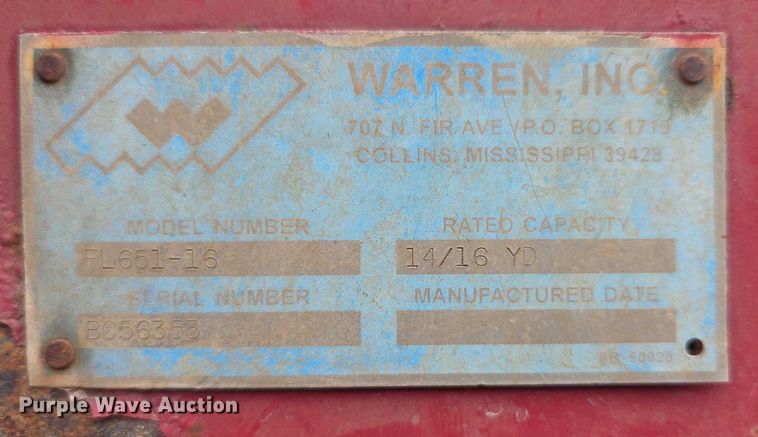 W
WARREN, INC.
707 N. FIR AVE. / P.O. BOX 1719
COLLINS, MISSISSIPPI 39428
MODEL NUMBER
FL651-16
RATED CAPACITY
14/16 YD
SERIAL NUMBER
BC56353
MANUFACTURED DATE
50020
Purple Wave Auction